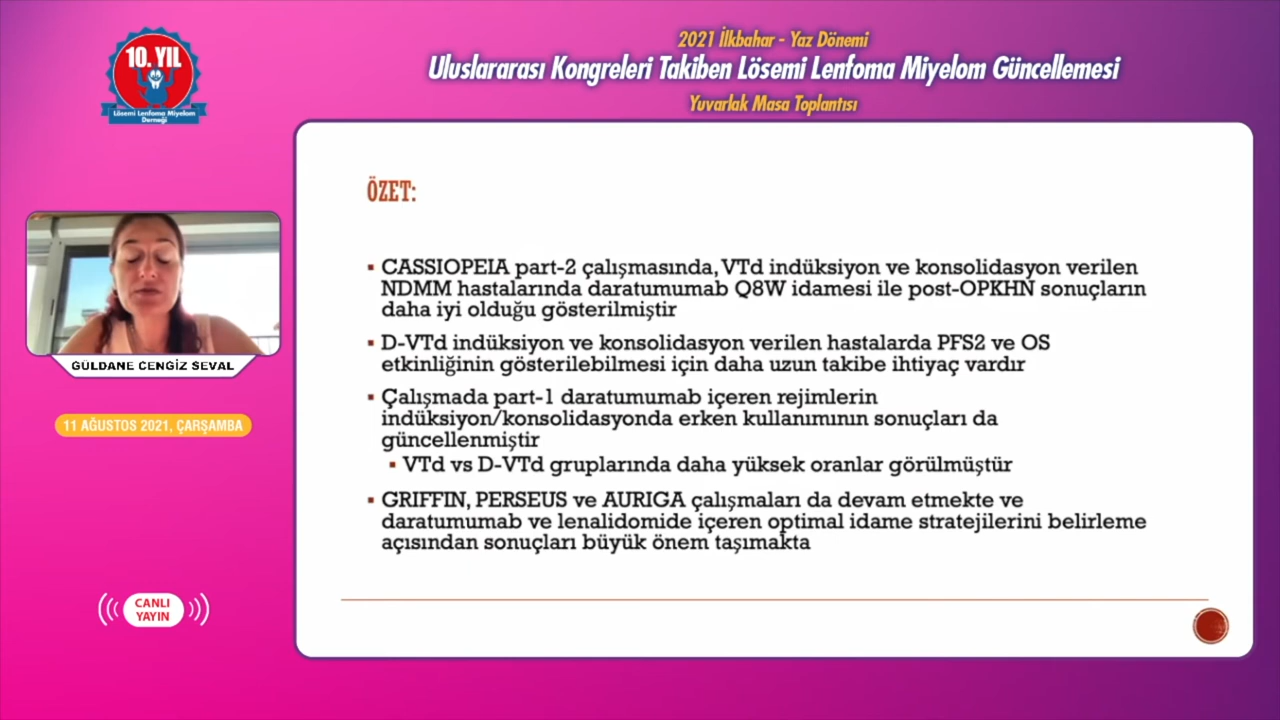 10. YIL
Lösemi Lenfoma Miyelom
Derneği
2021 İlkbahar - Yaz Dönemi
Uluslararası Kongreleri Takiben Lösemi Lenfoma Miyelom Güncellemesi
Yuvarlak Masa Toplantısı
GÜLDANE CENGİZ SEVAL
11 AĞUSTOS 2021, ÇARŞAMBA
CANLI
YAYIN
ÖZET:
▪ CASSIOPEIA part-2 çalışmasında, VTd indüksiyon ve konsolidasyon verilen
NDMM hastalarında daratumumab Q8W idamesi ile post-OPKHN sonuçların
daha iyi olduğu gösterilmiştir
▪ D-VTd indüksiyon ve konsolidasyon verilen hastalarda PFS2 ve OS
etkinliğinin gösterilebilmesi için daha uzun takibe ihtiyaç vardır
▪ Çalışmada part-1 daratumumab içeren rejimlerin
indüksiyon/konsolidasyonda erken kullanımının sonuçları da
güncellenmiştir
▪ VTd vs D-VTd gruplarında daha yüksek oranlar görülmüştür
▪ GRIFFIN, PERSEUS ve AURIGA çalışmaları da devam etmekte ve
daratumumab ve lenalidomide içeren optimal idame stratejilerini belirleme
açısından sonuçları büyük önem taşımakta